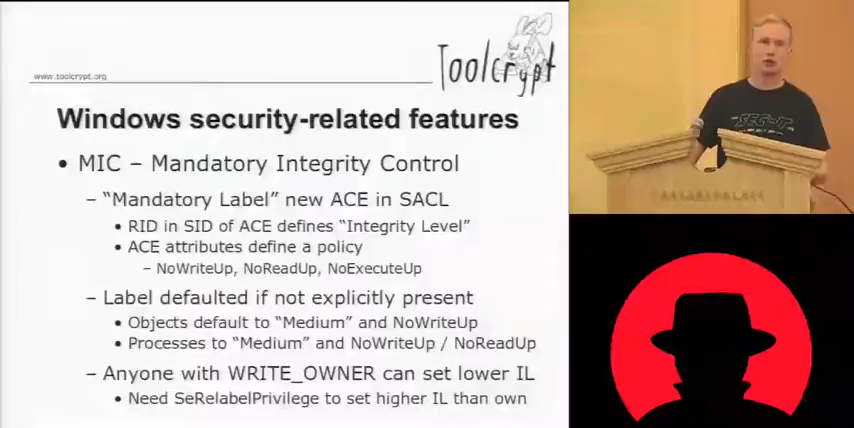 Toolcrypt
www.toolcrypt.org
Windows security-related features
• MIC – Mandatory Integrity Control
– “Mandatory Label” new ACE in SACL
• RID in SID of ACE defines “Integrity Level”
• ACE attributes define a policy
– NoWriteUp, NoReadUp, NoExecuteUp
– Label defaulted if not explicitly present
• Objects default to “Medium” and NoWriteUp
• Processes to “Medium” and NoWriteUp / NoReadUp
– Anyone with WRITE_OWNER can set lower IL
• Need SeRelabelPrivilege to set higher IL than own
CAESARS PALACE